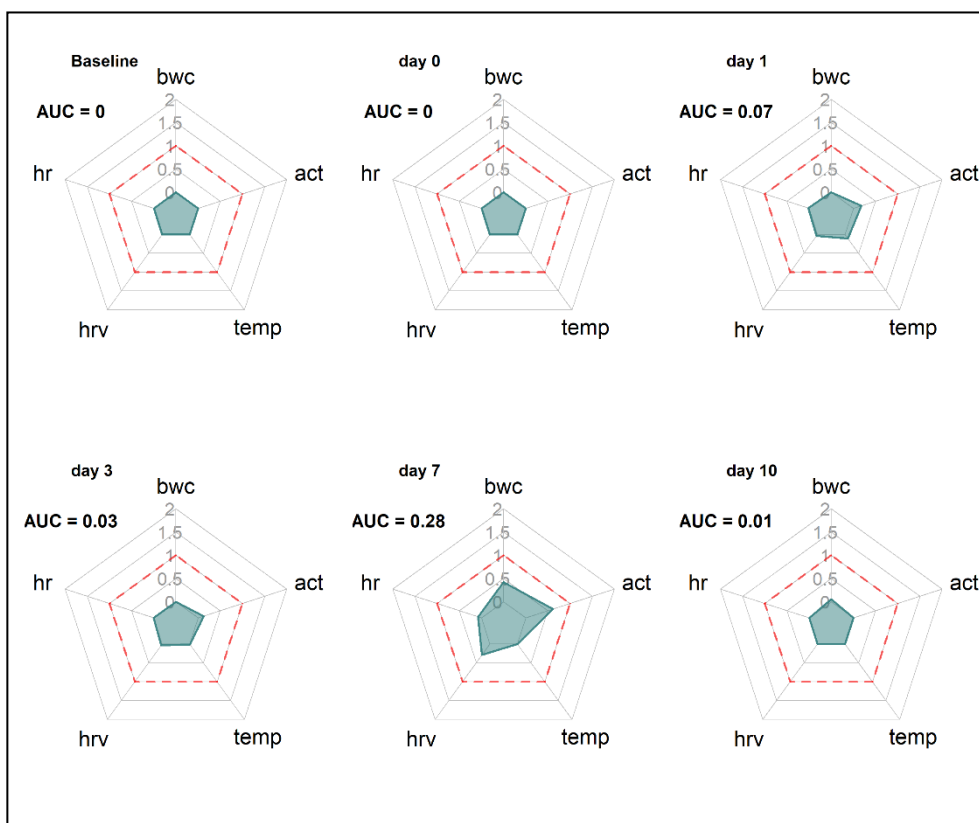 Baseline
bwc
AUC = 0
2
1.5
1
0.5
0
hr
act
hrv
temp
day 0
bwc
AUC = 0
2
1.5
1
0.5
0
hr
act
hrv
temp
day 1
bwc
AUC = 0.07
2
1.5
1
0.5
0
hr
act
hrv
temp
day 3
bwc
AUC = 0.03
2
1.5
1
0.5
0
hr
act
hrv
temp
day 7
bwc
AUC = 0.28
2
1.5
1
0.5
0
hr
act
hrv
temp
day 10
bwc
AUC = 0.01
2
1.5
1
0.5
0
hr
act
hrv
temp